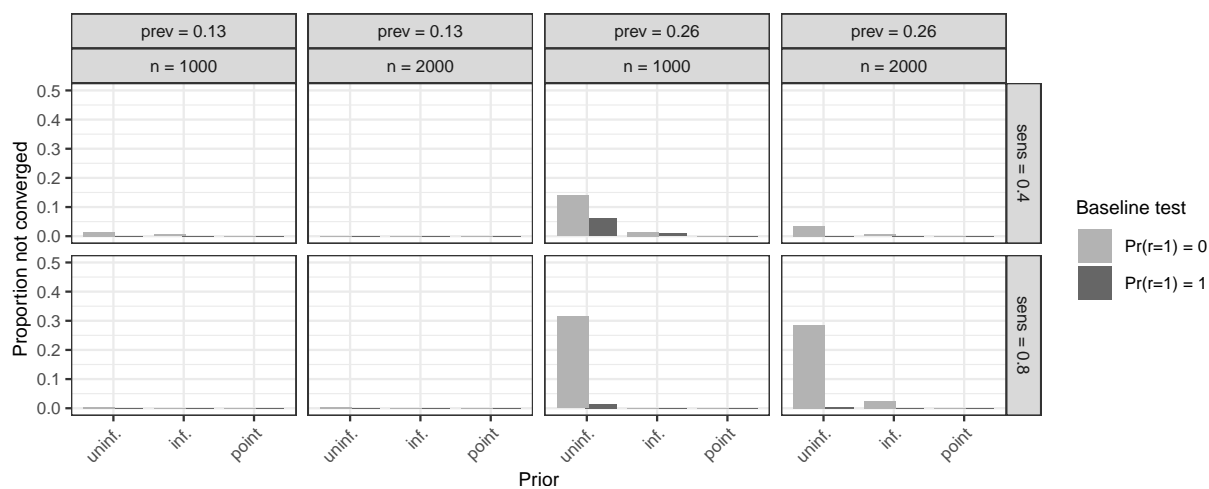 prev = 0.13 prev = 0.13 prev = 0.26 prev = 0.26
n = 1000 n = 2000 n = 1000 n = 2000
Proportion not converged
0.5
0.4
0.3
0.2
0.1
0.0
sens = 0.4
0.5
0.4
0.3
0.2
0.1
0.0
sens = 0.8
uninf. inf. point uninf. inf. point uninf. inf. point uninf. inf. point
Prior
Baseline test
Pr(r=1) = 0
Pr(r=1) = 1